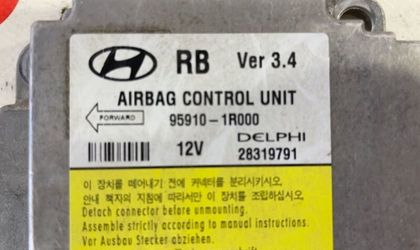 RB Ver 3.4
AIRBAG CONTROL UNIT
FORWARD 95910-1R000
DELPHI
12V 28319791
이 장치를 떼어내기 전에 커넥터를 분리시키시오.
안내 책자의 지침에 따라서만 이 장치를 조립하십시오.
Detach connector before unmounting.
Assemble strictly according to manual instructions.
Vor Ausbau Stecker abziehen.